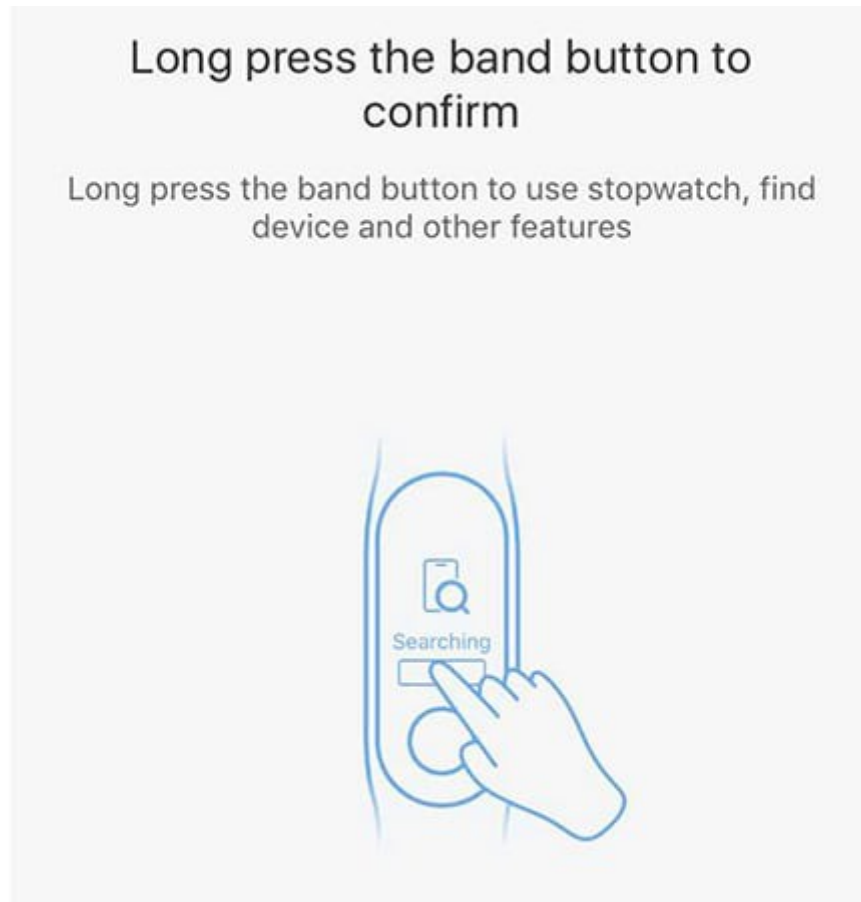 Long press the band button to
confirm
Long press the band button to use stopwatch, find
device and other features
Searching